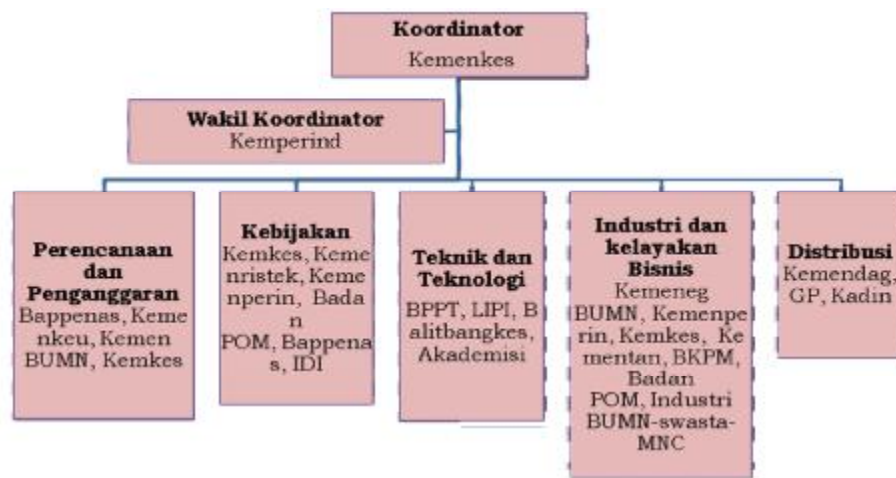 Koordinator
Kemenkes
Wakil Koordinator
Kemperind
Perencanaan
dan
Penganggaran
Bappenas, Keme
nkeu, Kemen
BUMN, Kemkes
Kebijakan
Kemkes, Keme
nristek, Keme
nperin, Bada
n
POM, Bappena
s, IDI
Teknik dan
Teknologi
BPPT, LIPI, B
alitbangkes,
Akademisi
Industri dan
kelayakan
Bisnis
Kemeneg
BUMN, Kemenpe
rin, Kemkes, Ke
mentan, BKPM,
Badan
POM, Industri
BUMN-swasta-
MNC
Distribusi
Kemendag,
GP, Kadin